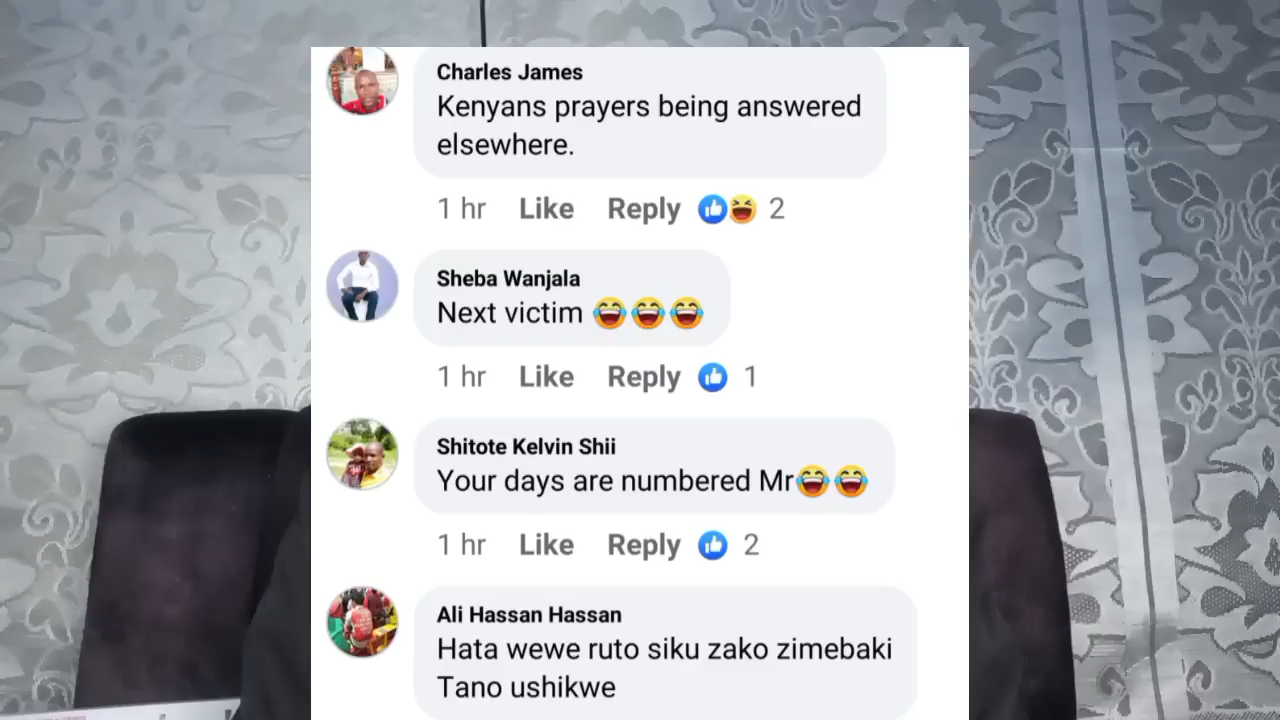 Charles James
Kenyans prayers being answered
elsewhere.
1 hr Like Reply 2
Sheba Wanjala
Next victim 😂😂😂
1 hr Like Reply 1
Shitote Kelvin Shii
Your days are numbered Mr😂😂
1 hr Like Reply 2
Ali Hassan Hassan
Hata wewe ruto siku zako zimebaki
Tano ushikwe